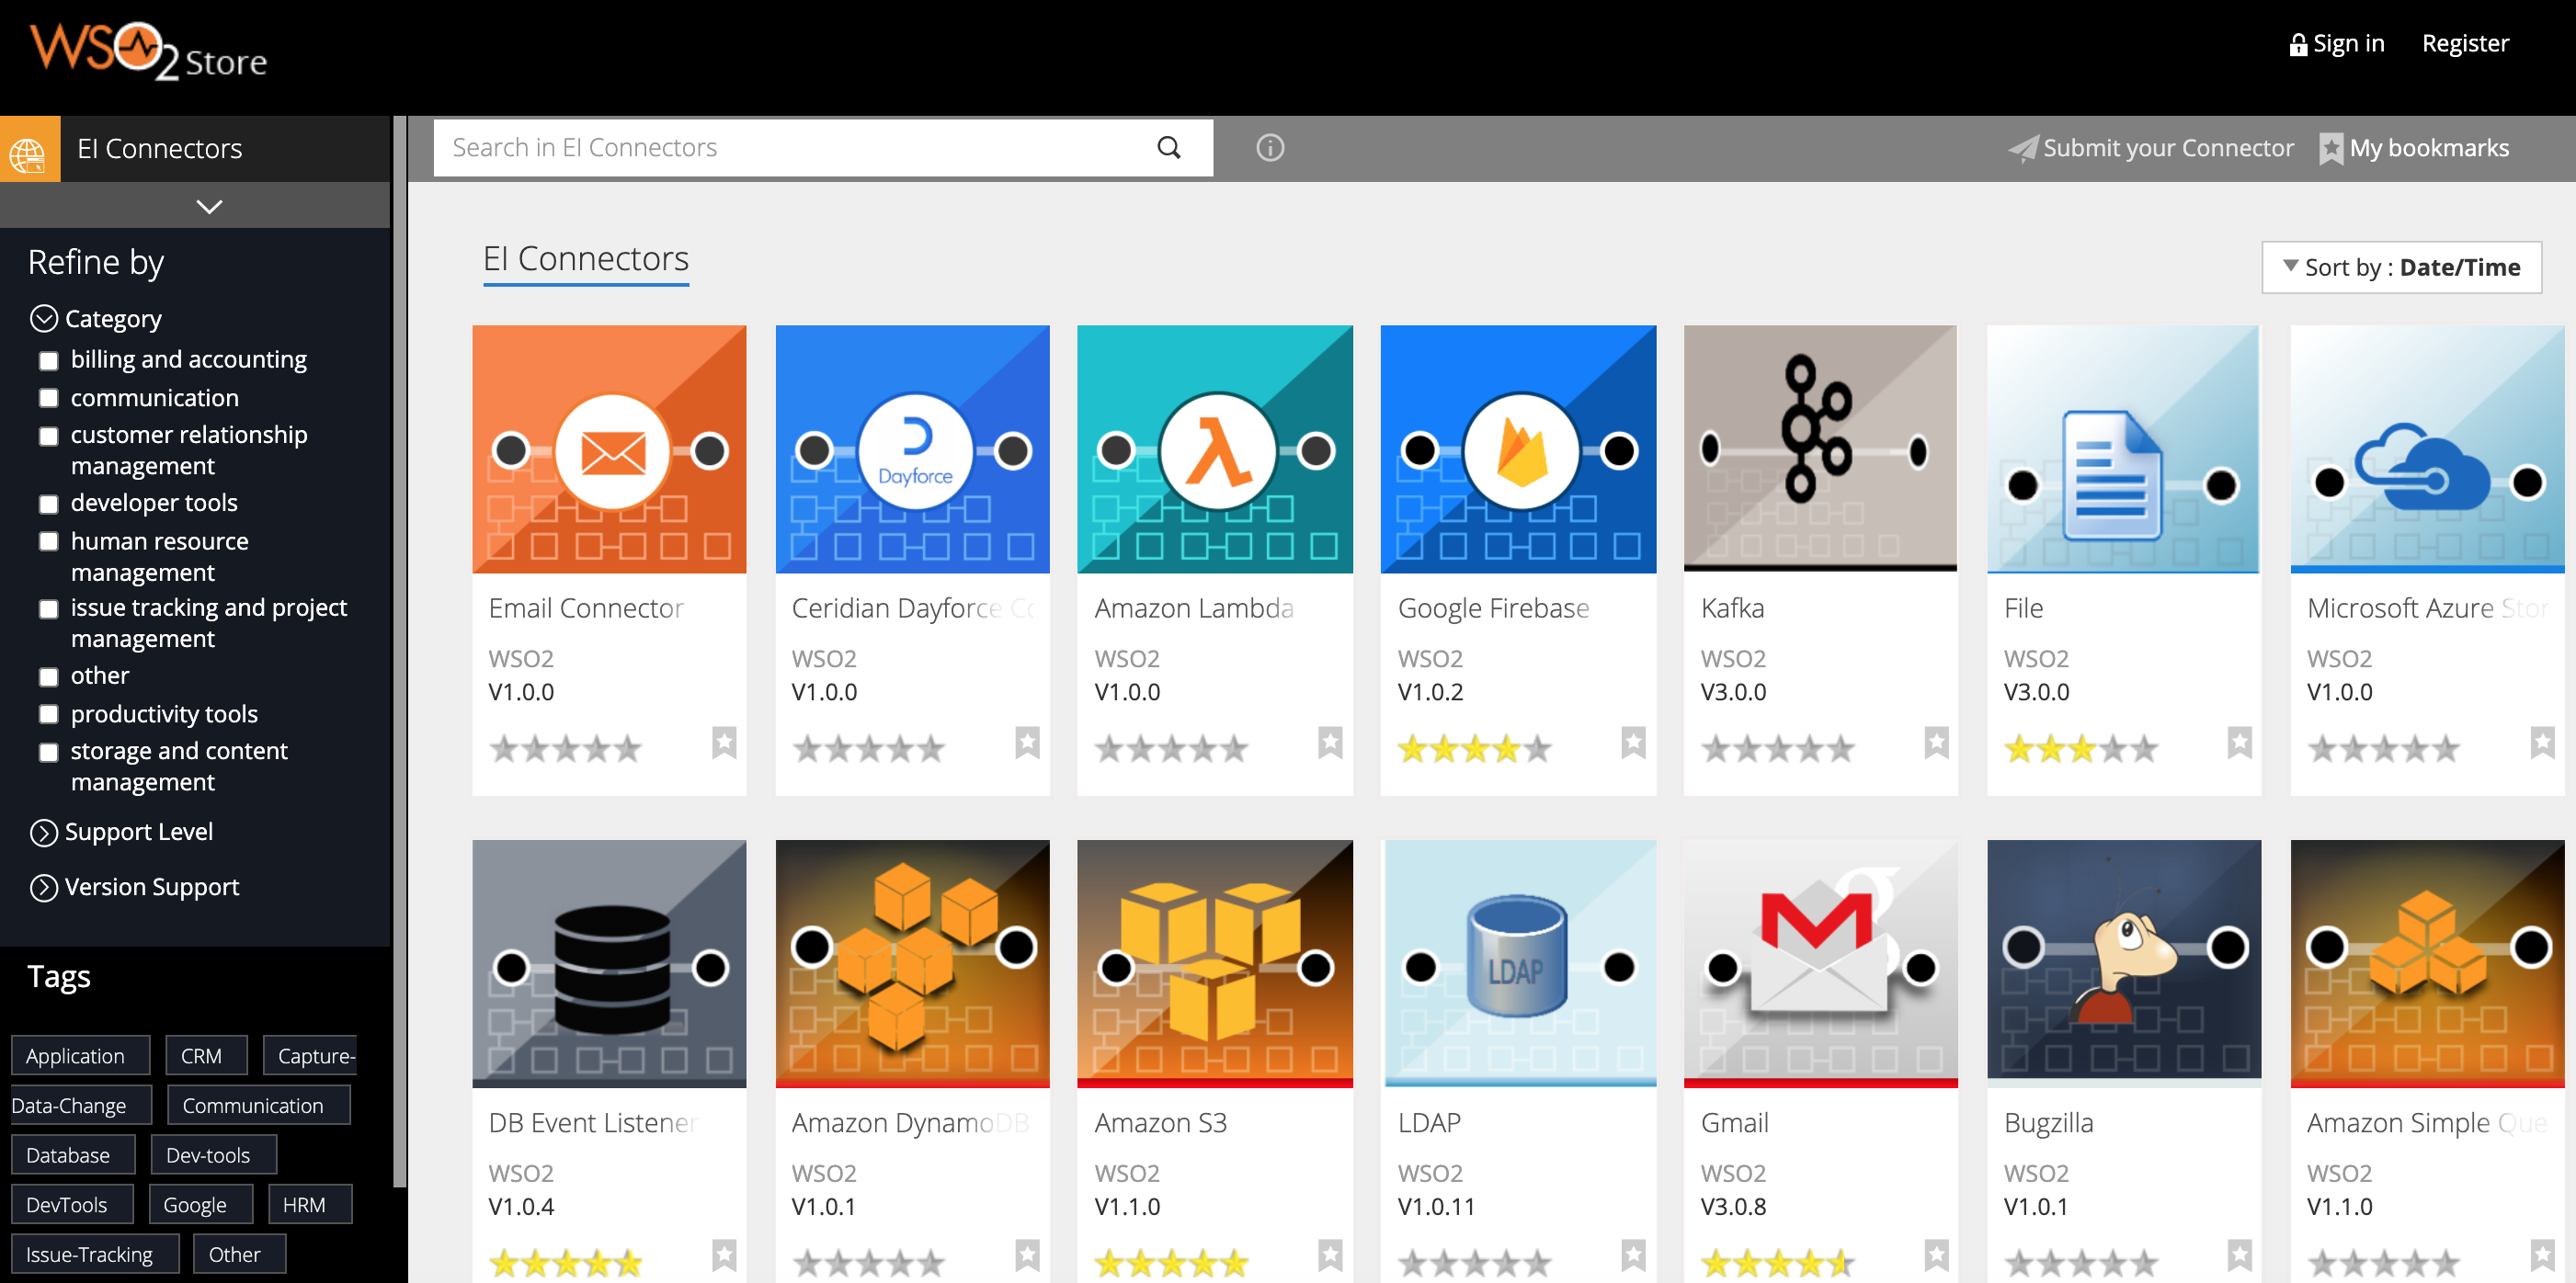 WSO2 Store
Sign in
Register
EI Connectors
Search in EI Connectors
Submit your Connector
My bookmarks
Refine by
Category
billing and accounting
communication
customer relationship
management
developer tools
human resource
management
issue tracking and project
management
other
productivity tools
storage and content
management
Support Level
Version Support
Tags
Application
CRM
Capture-
Data-Change
Communication
Database
Dev-tools
DevTools
Google
HRM
Issue-Tracking
Other
EI Connectors
Sort by : Date/Time
Dayforce
Email Connector
WSO2
V1.0.0
Ceridian Dayforce Co
WSO2
V1.0.0
Amazon Lambda
WSO2
V1.0.0
Google Firebase
WSO2
V1.0.2
Kafka
WSO2
V3.0.0
File
WSO2
V3.0.0
Microsoft Azure Stor
WSO2
V1.0.0
LDAP
DB Event Listener
WSO2
V1.0.4
Amazon DynamoDB
WSO2
V1.0.1
Amazon S3
WSO2
V1.1.0
LDAP
WSO2
V1.0.11
Gmail
WSO2
V3.0.8
Bugzilla
WSO2
V1.0.1
Amazon Simple Que
WSO2
V1.1.0